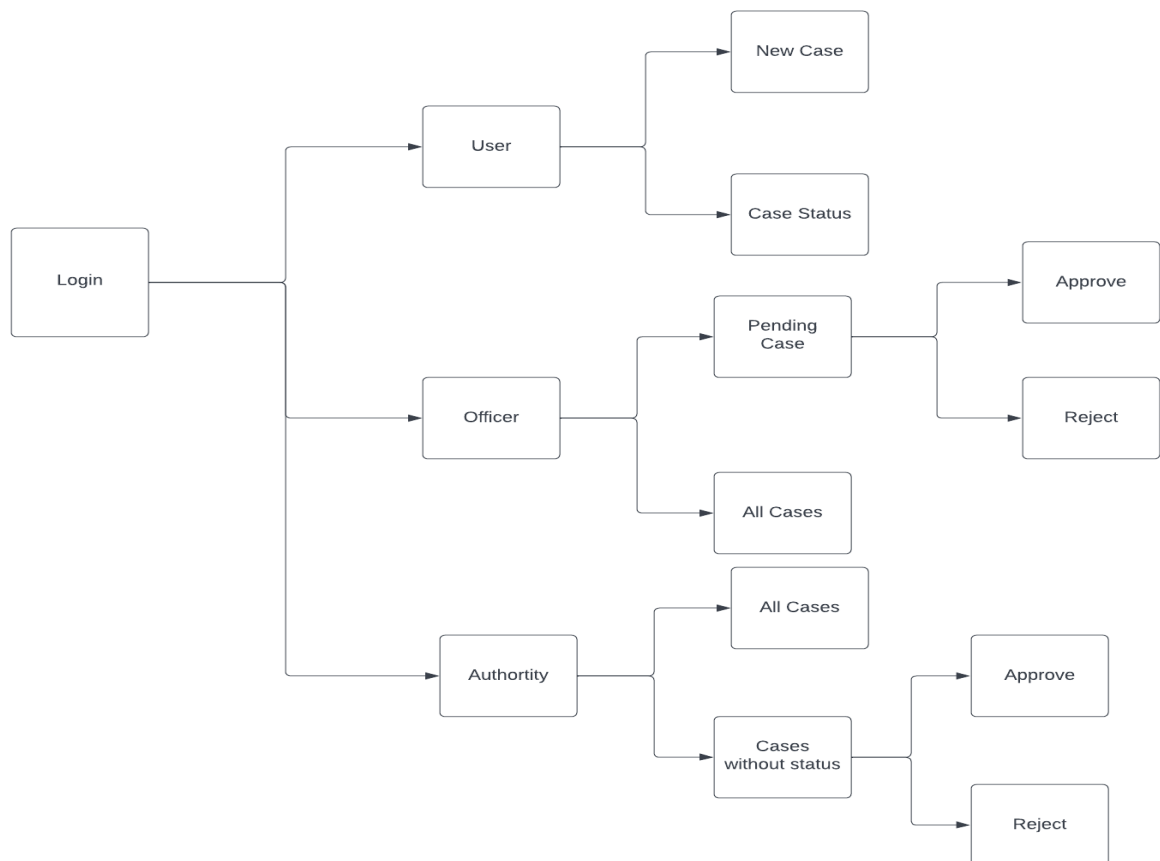 New Case
User
Case Status
Login
Approve
Pending
Case
Officer
Reject
All Cases
All Cases
Authortity
Approve
Cases
without status
Reject